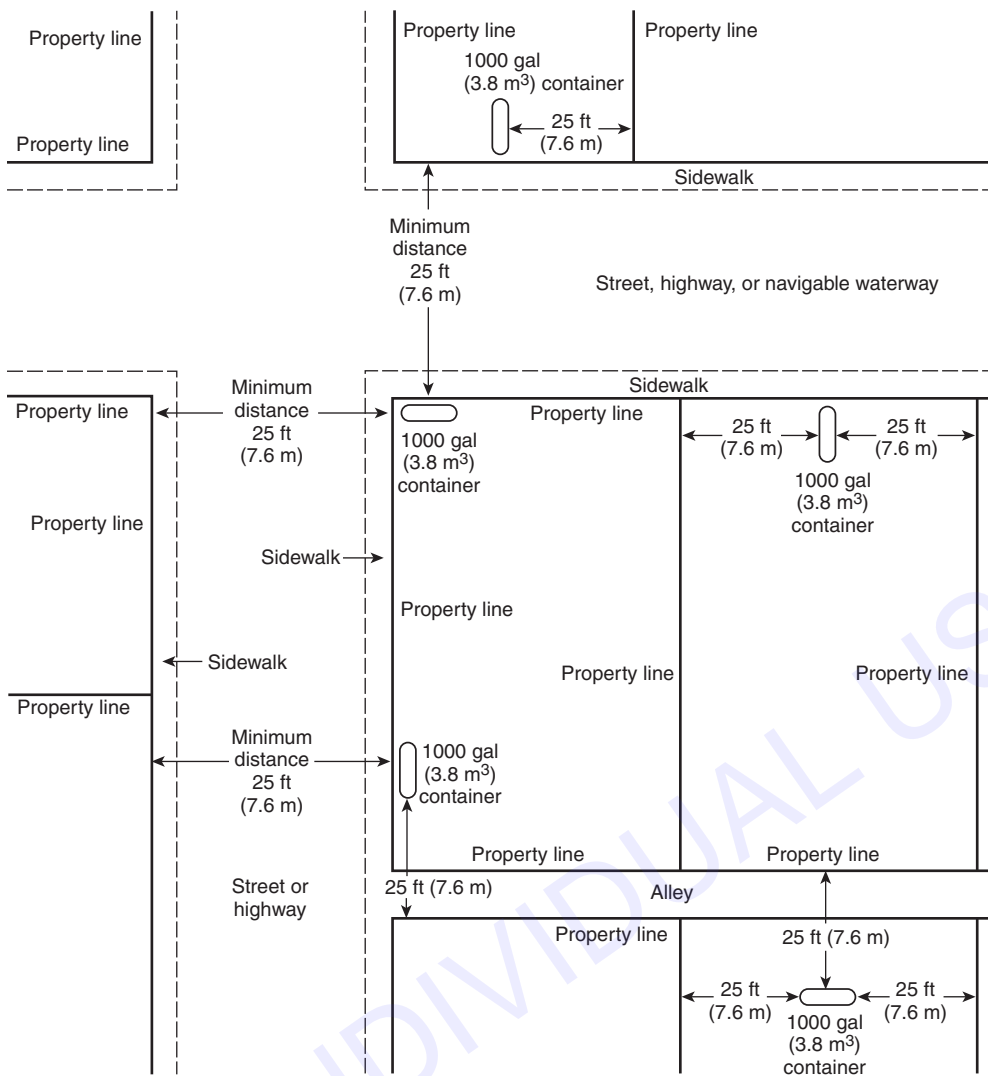 Property line
Property line
Property line
1000 gal
(3.8 m³) container
25 ft
(7.6 m)
Property line
Sidewalk
Minimum
distance
25 ft
(7.6 m)
Street, highway, or navigable waterway
Sidewalk
Property line
Minimum
distance
25 ft
(7.6 m)
Property line
1000 gal
(3.8 m³)
container
25 ft
(7.6 m)
25 ft
(7.6 m)
1000 gal
(3.8 m³)
container
Property line
Sidewalk
Property line
Sidewalk
Property line
Property line
Property line
Minimum
distance
25 ft
(7.6 m)
1000 gal
(3.8 m³)
container
Property line
Property line
Street or
highway
25 ft (7.6 m)
Alley
Property line
25 ft (7.6 m)
25 ft
(7.6 m)
25 ft
(7.6 m)
1000 gal
(3.8 m³)
container